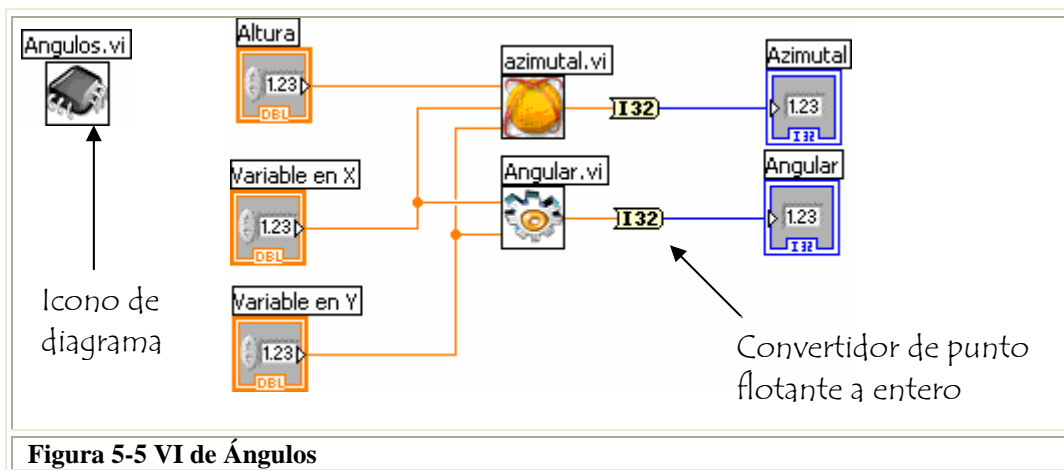 Angulos.vi
Altura
1.23
DBL
azimutal.vi
I32
Azimutal
1.23
I32
Variable en X
1.23
DBL
Angular.vi
I32
Angular
1.23
I32
Icono de
diagrama
Variable en Y
1.23
DBL
Convertidor de punto
flotante a entero
Figura 5-5 VI de Ángulos